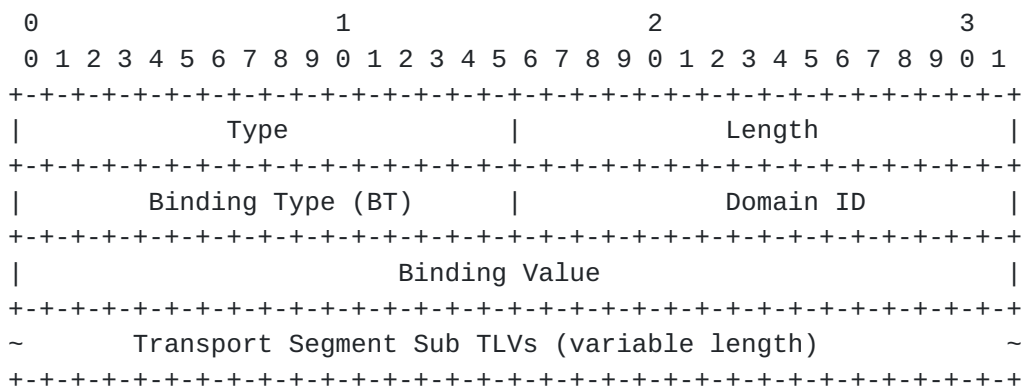 0                   1                   2                   3
 0 1 2 3 4 5 6 7 8 9 0 1 2 3 4 5 6 7 8 9 0 1 2 3 4 5 6 7 8 9 0 1
+-+-+-+-+-+-+-+-+-+-+-+-+-+-+-+-+-+-+-+-+-+-+-+-+-+-+-+-+-+-+-+-+
|             Type              |             Length            |
+-+-+-+-+-+-+-+-+-+-+-+-+-+-+-+-+-+-+-+-+-+-+-+-+-+-+-+-+-+-+-+-+
|        Binding Type (BT)      |             Domain ID         |
+-+-+-+-+-+-+-+-+-+-+-+-+-+-+-+-+-+-+-+-+-+-+-+-+-+-+-+-+-+-+-+-+
|                        Binding Value                          |
+-+-+-+-+-+-+-+-+-+-+-+-+-+-+-+-+-+-+-+-+-+-+-+-+-+-+-+-+-+-+-+-+
~       Transport Segment Sub TLVs (variable length)            ~
+-+-+-+-+-+-+-+-+-+-+-+-+-+-+-+-+-+-+-+-+-+-+-+-+-+-+-+-+-+-+-+-+